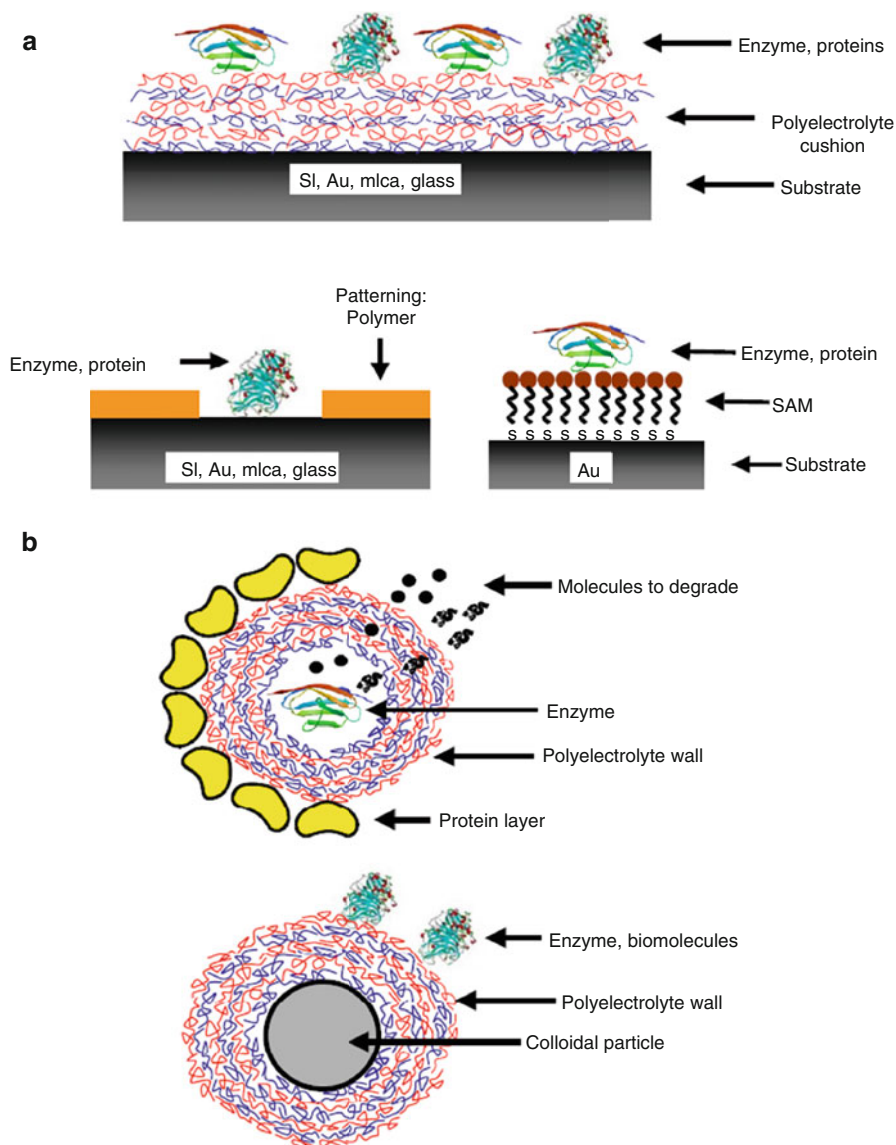 a
Enzyme, proteins
Polyelectrolyte
cushion
Sl, Au, mlca, glass
Substrate
Patterning:
Polymer
Enzyme, protein
Sl, Au, mlca, glass
Enzyme, protein
SAM
S S S S S S S S S
Au
Substrate
b
Molecules to degrade
Enzyme
Polyelectrolyte wall
Protein layer
Enzyme, biomolecules
Polyelectrolyte wall
Colloidal particle